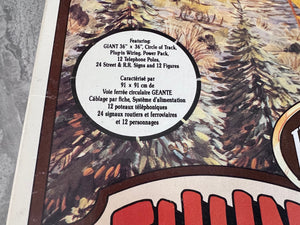 Featuring:
GIANT 36" x 36", Circle of Track,
Plug-in Wiring, Power Pack,
12 Telephone Poles,
24 Street & R.R. Signs and 12 Figures
Caractérisé par
91 x 91 cm de
Voie ferrée circulaire GEANTE
Câblage par fiche, Système d'alimentation
12 poteaux téléphoniques
24 signaux routiers et ferroviaires
et 12 personnages